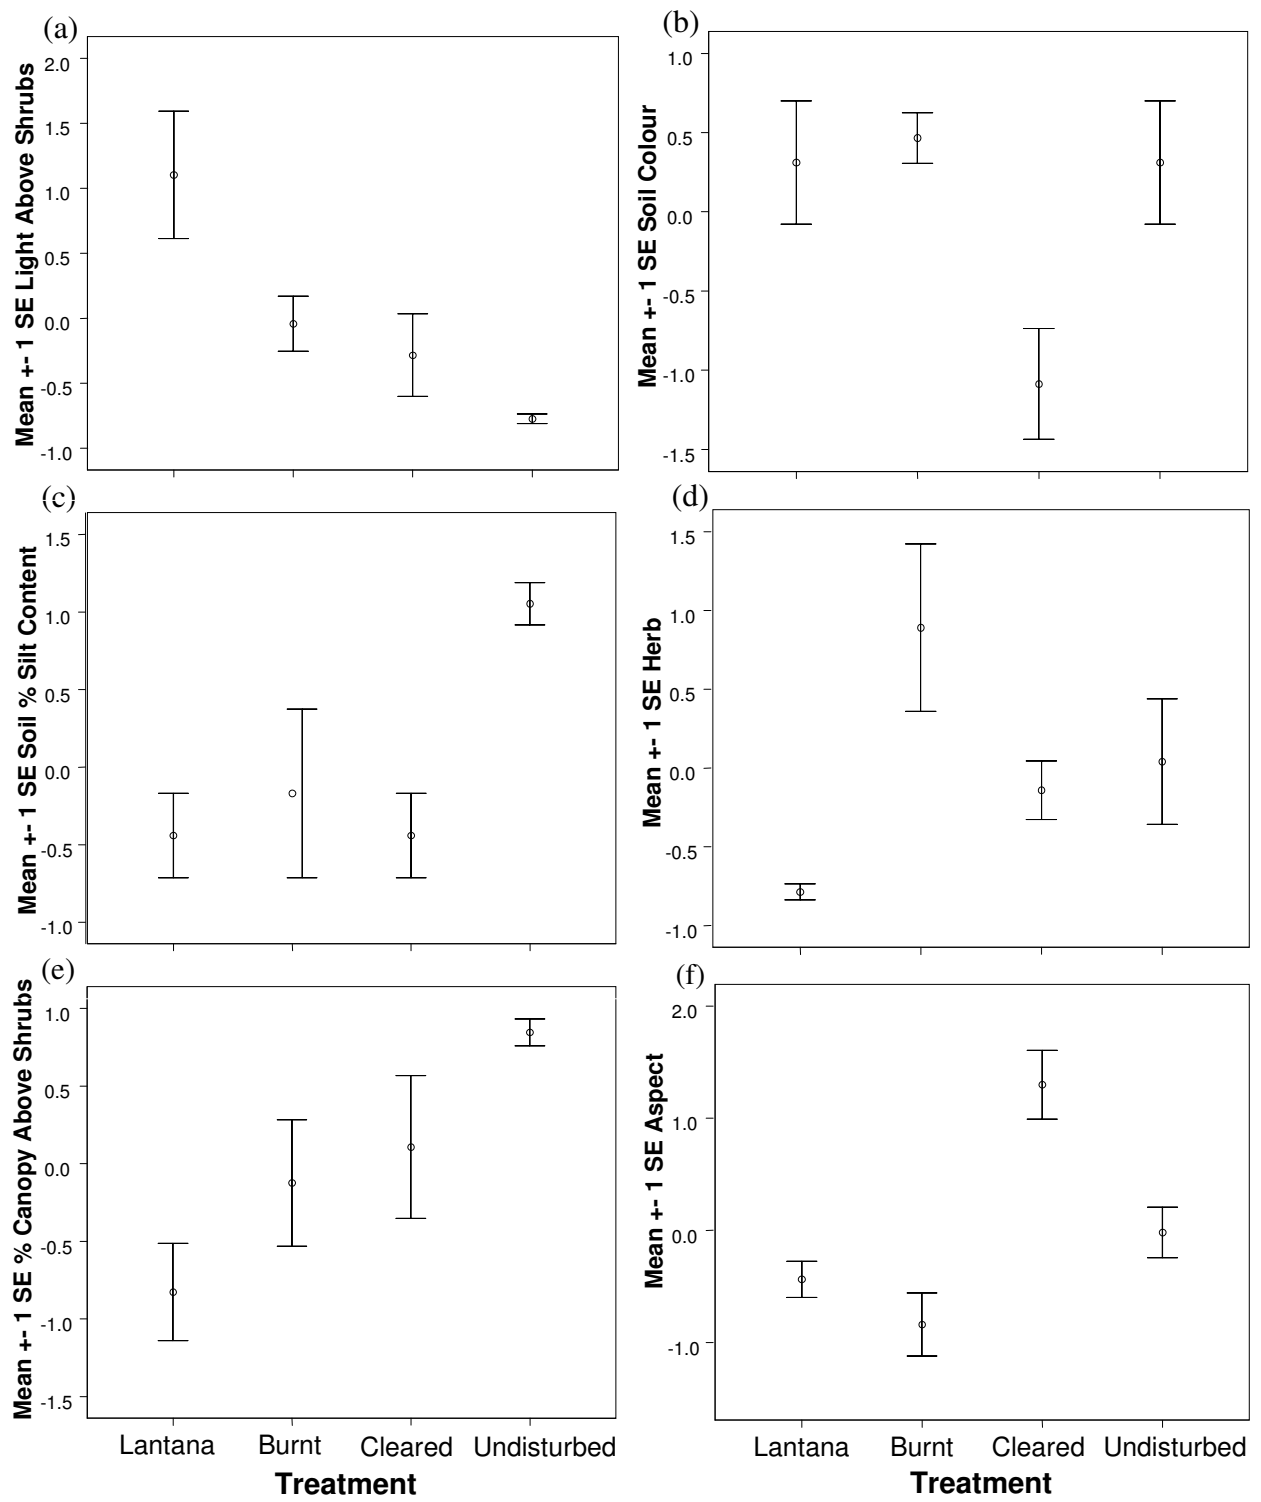 (a)
Mean +- 1 SE Light Above Shrubs
2.0
1.5
1.0
0.5
0.0
-0.5
-1.0
(b)
Mean +- 1 SE Soil Colour
1.0
0.5
0.0
-0.5
-1.0
-1.5
(c)
Mean +- 1 SE Soil % Silt Content
1.5
1.0
0.5
0.0
-0.5
-1.0
(d)
Mean +- 1 SE Herb
1.5
1.0
0.5
0.0
-0.5
-1.0
(e)
Mean +- 1 SE % Canopy Above Shrubs
1.0
0.5
0.0
-0.5
-1.0
-1.5
Lantana Burnt Cleared Undisturbed
Treatment
(f)
Mean +- 1 SE Aspect
2.0
1.0
0.0
-1.0
Lantana Burnt Cleared Undisturbed
Treatment